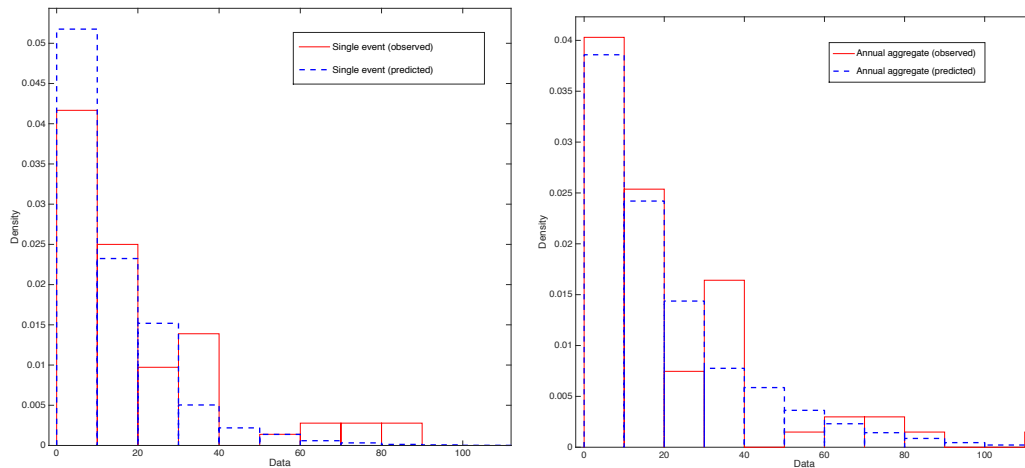 Single event (observed)
Single event (predicted)
0.05
0.045
0.04
0.035
0.03
0.025
0.02
0.015
0.01
0.005
0
Density
0 20 40 60 80 100
Data
Annual aggregate (observed)
Annual aggregate (predicted)
0.04
0.035
0.03
0.025
0.02
0.015
0.01
0.005
0
Density
0 20 40 60 80 100
Data